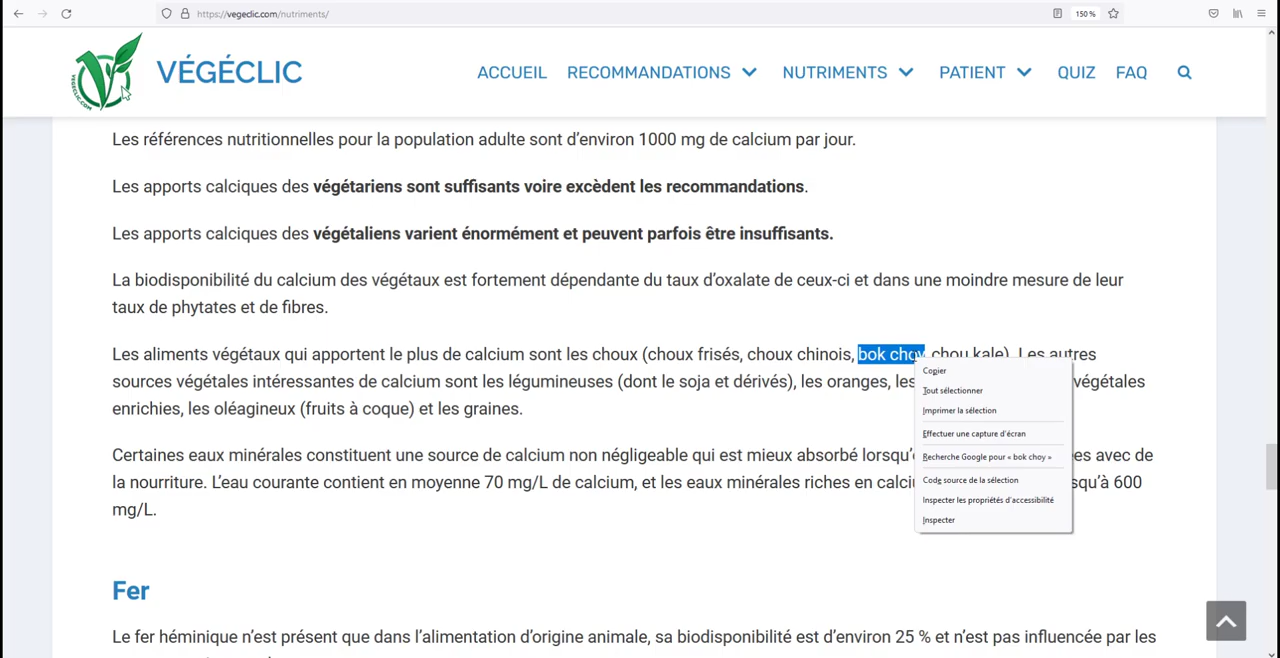 https://vegeclic.com/nutriments/
150 %
VEGECLIC.COM
VÉGÉCLIC
ACCUEIL RECOMMANDATIONS NUTRIMENTS PATIENT QUIZ FAQ
Les références nutritionnelles pour la population adulte sont d’environ 1000 mg de calcium par jour.
Les apports calciques des végétariens sont suffisants voire excèdent les recommandations.
Les apports calciques des végétaliens varient énormément et peuvent parfois être insuffisants.
La biodisponibilité du calcium des végétaux est fortement dépendante du taux d’oxalate de ceux-ci et dans une moindre mesure de leur
taux de phytates et de fibres.
Les aliments végétaux qui apportent le plus de calcium sont les choux (choux frisés, choux chinois, bok choy, chou kale). Les autres
sources végétales intéressantes de calcium sont les légumineuses (dont le soja et dérivés), les oranges, les végétales
enrichies, les oléagineux (fruits à coque) et les graines.
Certaines eaux minérales constituent une source de calcium non négligeable qui est mieux absorbé avec de
la nourriture. L’eau courante contient en moyenne 70 mg/L de calcium, et les eaux minérales riches en 600
mg/L.
Copier
Tout sélectionner
Imprimer la sélection
Effectuer une capture d’écran
Recherche Google pour « bok choy »
Code source de la sélection
Inspecter les propriétés d’accessibilité
Inspecter
Fer
Le fer héminique n’est présent que dans l’alimentation d’origine animale, sa biodisponibilité est d’environ 25 % et n’est pas influencée par les